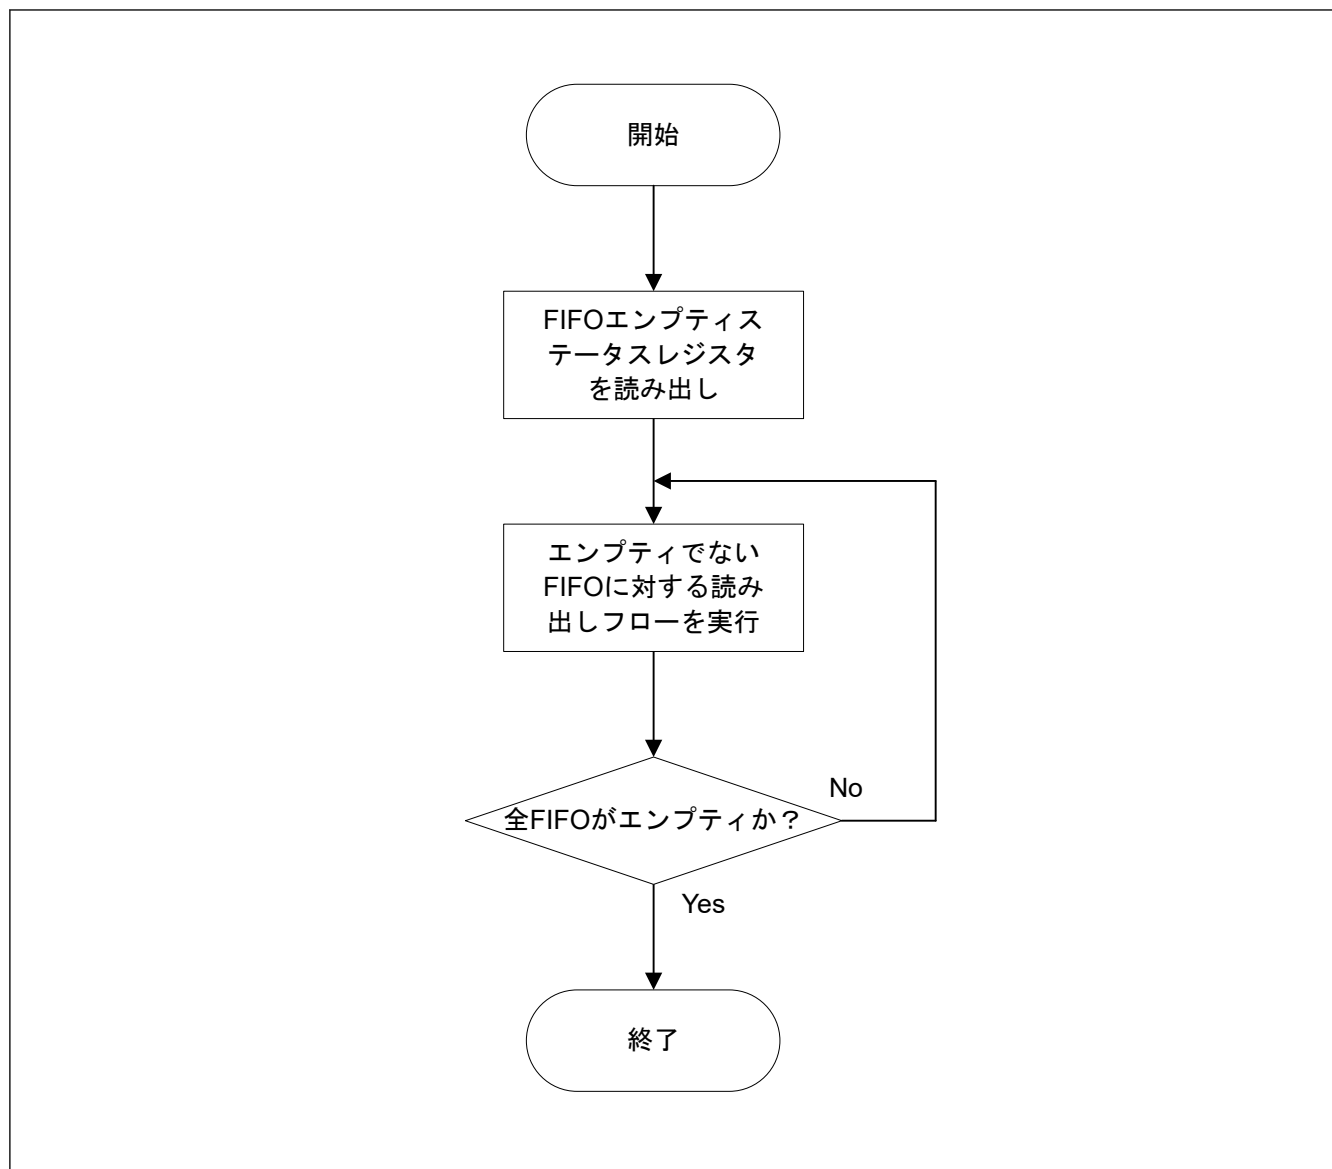 開始
FIFOエンプティス
テータスレジスタ
を読み出し
エンプティでない
FIFOに対する読み
出しフローを実行
No
全FIFOがエンプティか？
Yes
終了